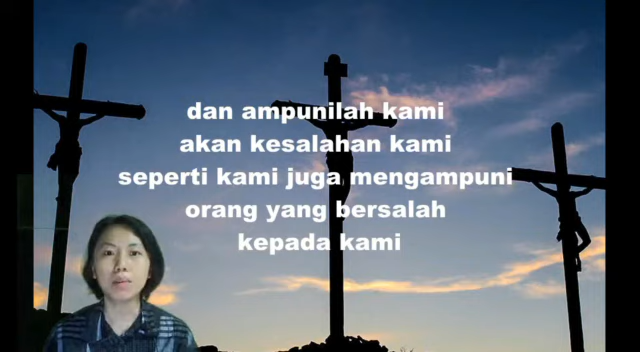 dan ampunilah kami
akan kesalahan kami
seperti kami juga mengampuni
orang yang bersalah
kepada kami